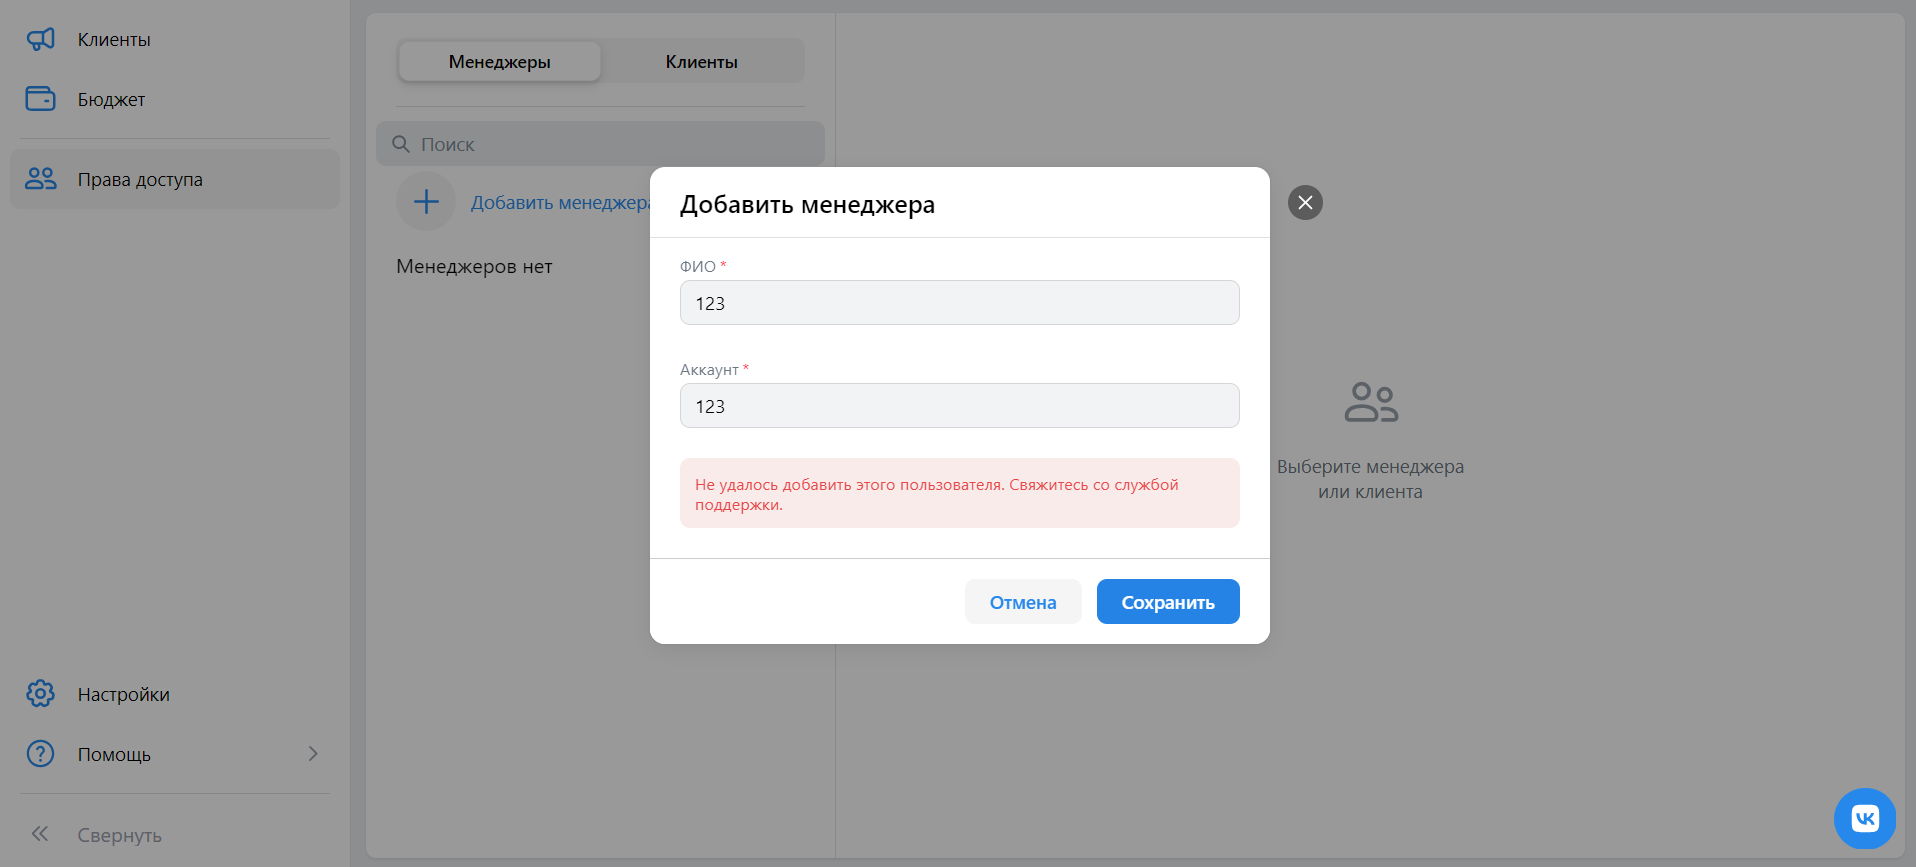 Клиенты
Бюджет
Права доступа
Настройки
Помощь
Свернуть
Менеджеры
Клиенты
Поиск
Добавить менеджера
Менеджеров нет
Добавить менеджера
ФИО *
123
Аккаунт *
123
Не удалось добавить этого пользователя. Свяжитесь со службой
поддержки.
Отмена
Сохранить
Выберите менеджера
или клиента